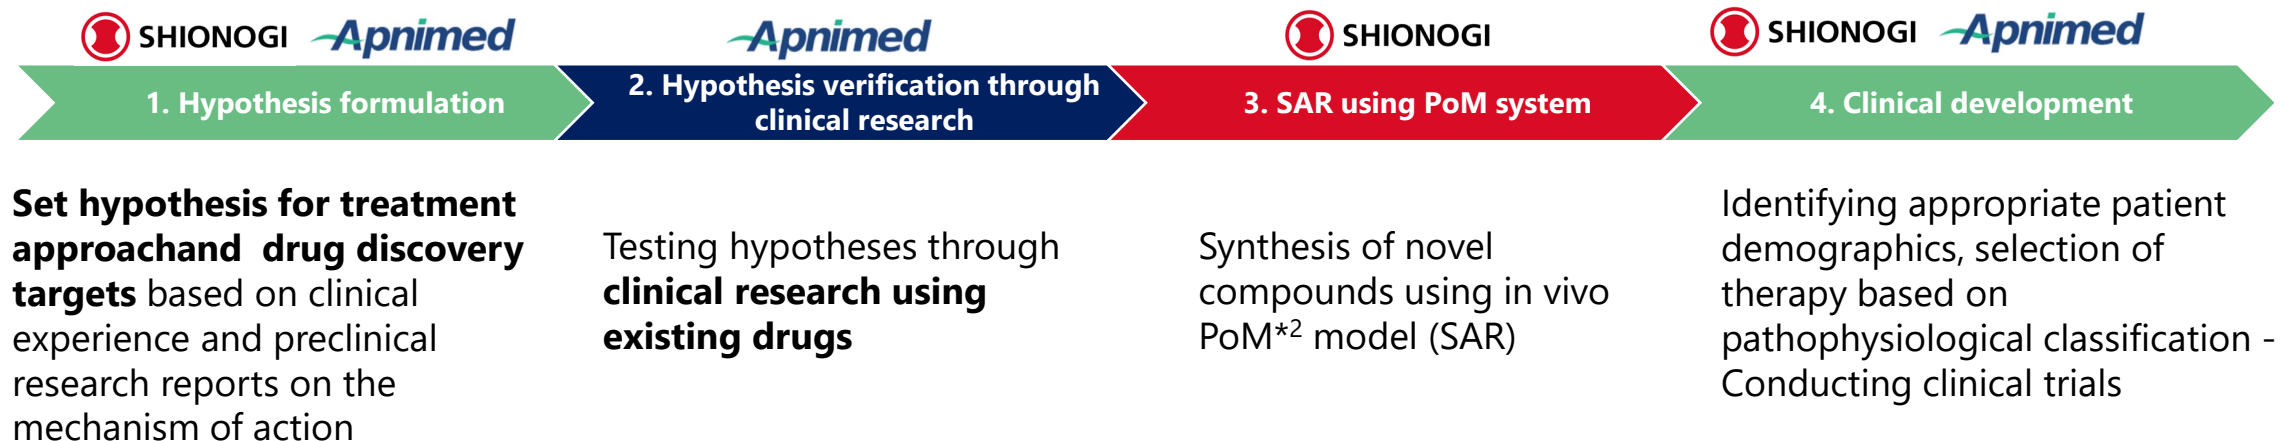 SHIONOGI Apnimed
Apnimed
SHIONOGI
SHIONOGI Apnimed
1. Hypothesis formulation
2. Hypothesis verification through
clinical research
3. SAR using PoM system
4. Clinical development
Set hypothesis for treatment
approachand  drug discovery
targets based on clinical
experience and preclinical
research reports on the
mechanism of action
Testing hypotheses through
clinical research using
existing drugs
Synthesis of novel
compounds using in vivo
PoM*2 model (SAR)
Identifying appropriate patient
demographics, selection of
therapy based on
pathophysiological classification -
Conducting clinical trials